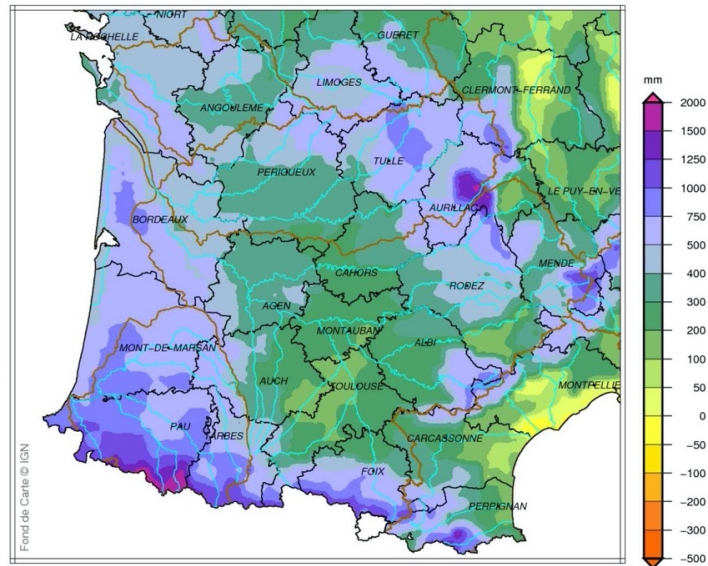 NIORT
LA ROCHELLE
GUERET
LIMOGES
CLERMONT-FERRAND
ANGOULEME
TULLE
PERIGUEUX
LE PUY-EN-VE
AURILLAC
BORDEAUX
MENDE
CAHORS
RODEZ
AGEN
MONTAUBAN
ALBI
MONT-DE-MARSAN
AUCH
TOULOUSE
MONTPELLIE
PAU
TARBES
CARCASSONNE
FOIX
PERPIGNAN
Fond de Carte © IGN
mm
2000
1500
1250
1000
750
500
400
300
200
100
50
0
-50
-100
-200
-300
-500